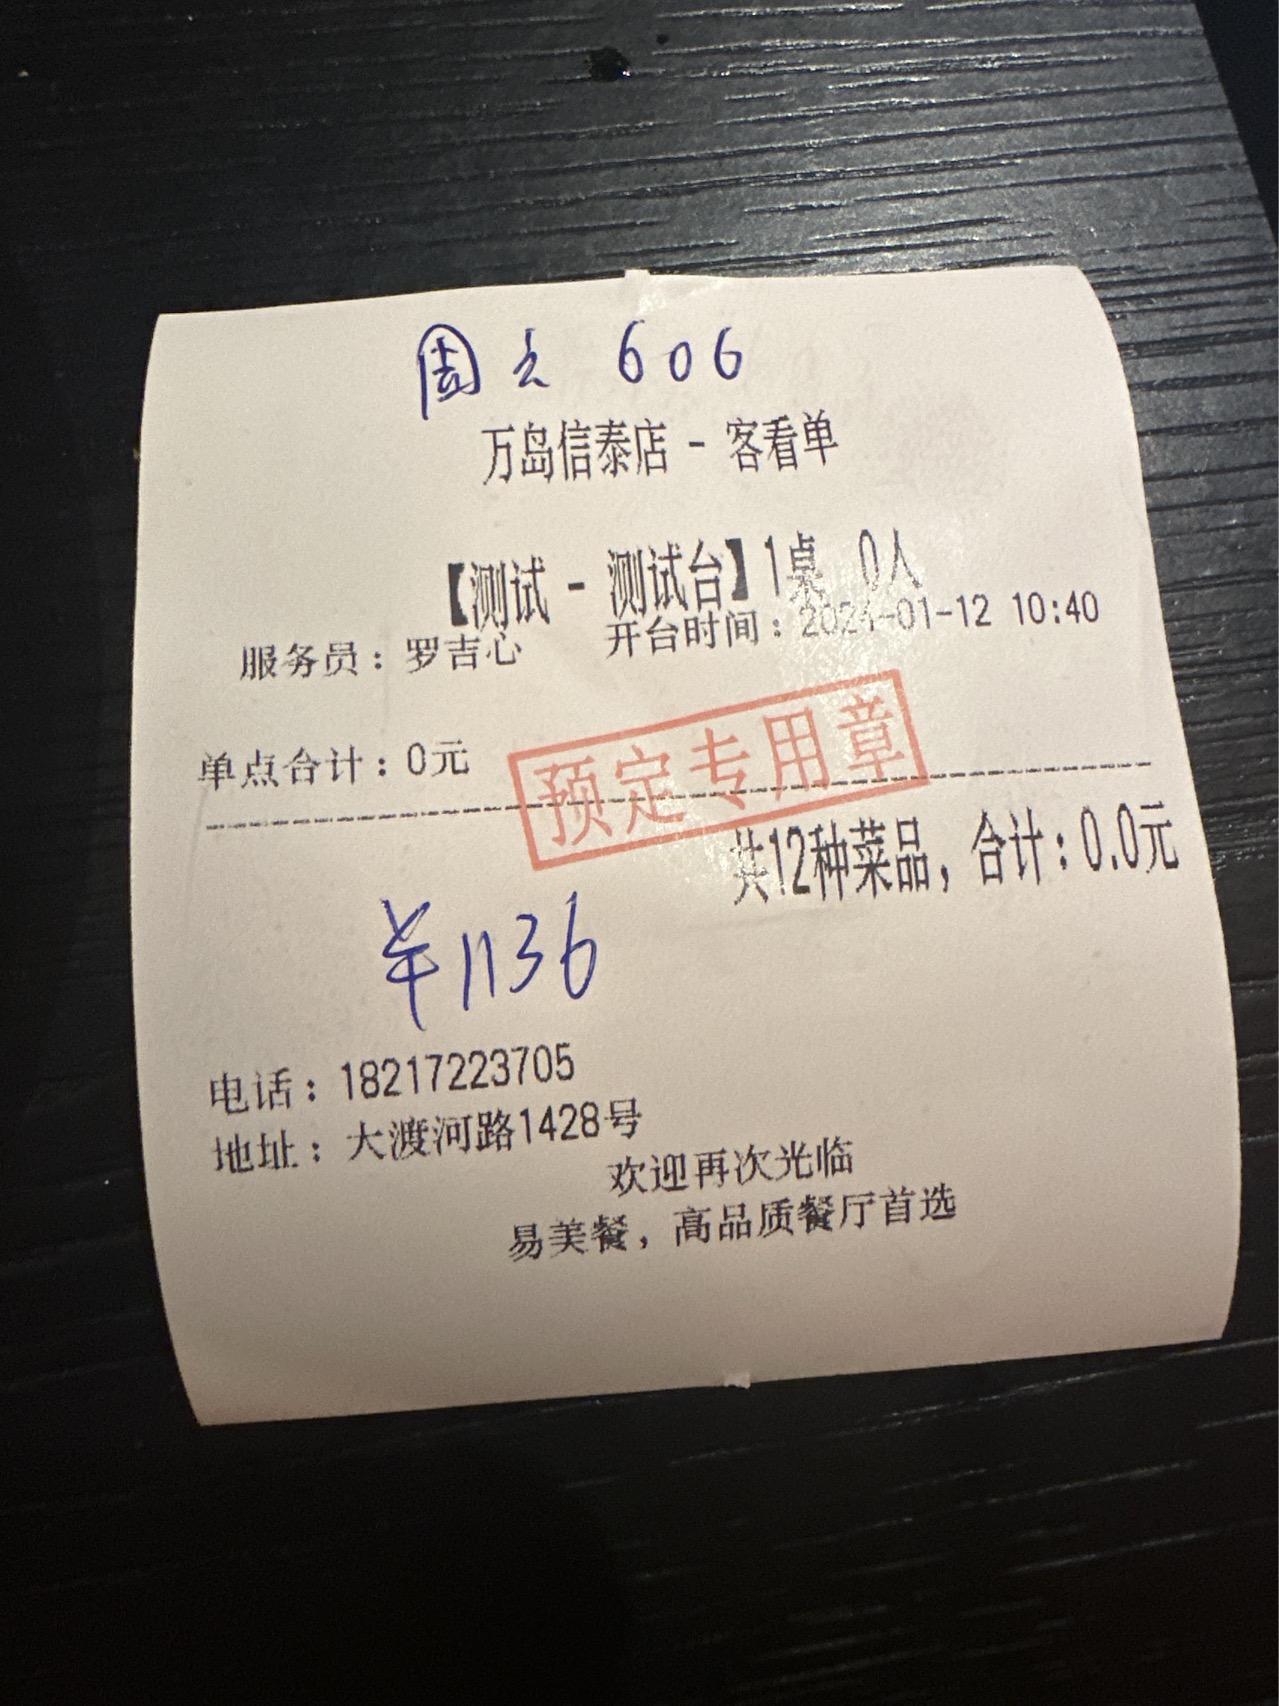 周五 606
万岛信泰店 - 客看单
【测试 - 测试台】1桌 0人
服务员：罗吉心 开台时间：2024-01-12 10:40
单点合计：0元
预定专用章
共12种菜品，合计：0.0元
¥1136
电话：18217223705
地址：大渡河路1428号
欢迎再次光临
易美餐，高品质餐厅首选